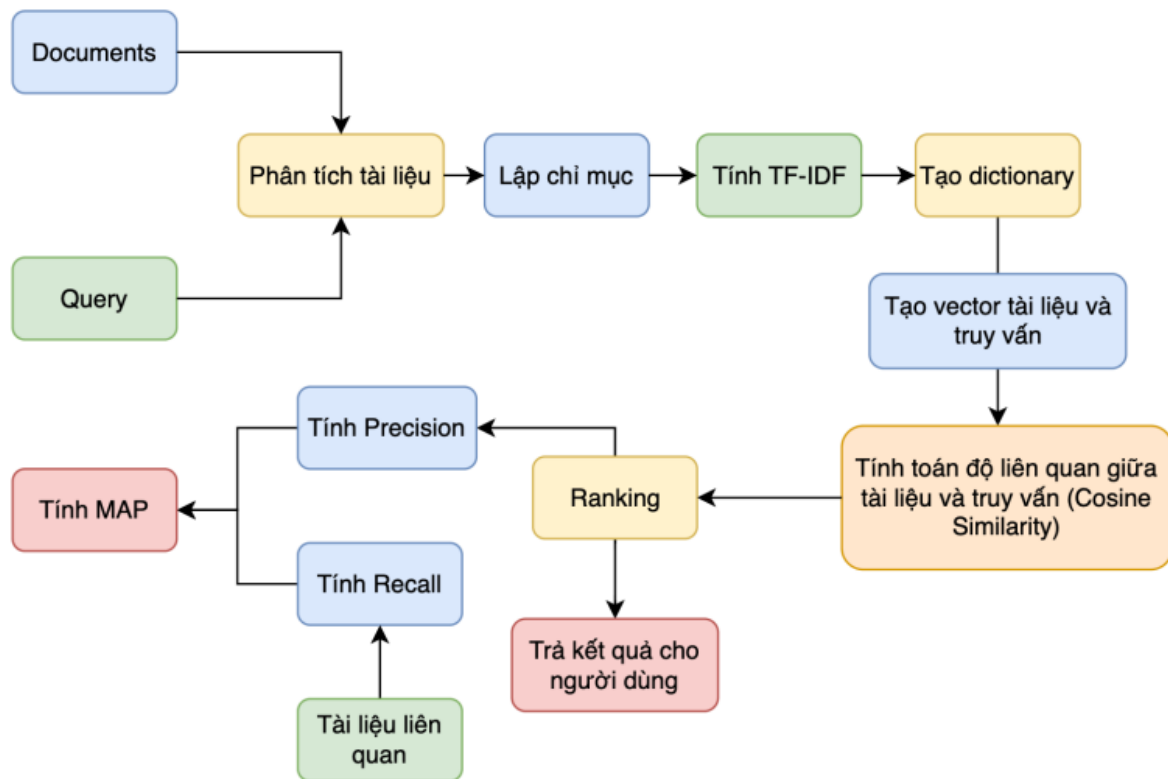 Documents
Phân tích tài liệu
Lập chỉ mục
Tính TF-IDF
Tạo dictionary
Query
Tạo vector tài liệu và
truy vấn
Tính Precision
Tính toán độ liên quan giữa
tài liệu và truy vấn (Cosine
Similarity)
Ranking
Tính MAP
Tính Recall
Trả kết quả cho
người dùng
Tài liệu liên
quan